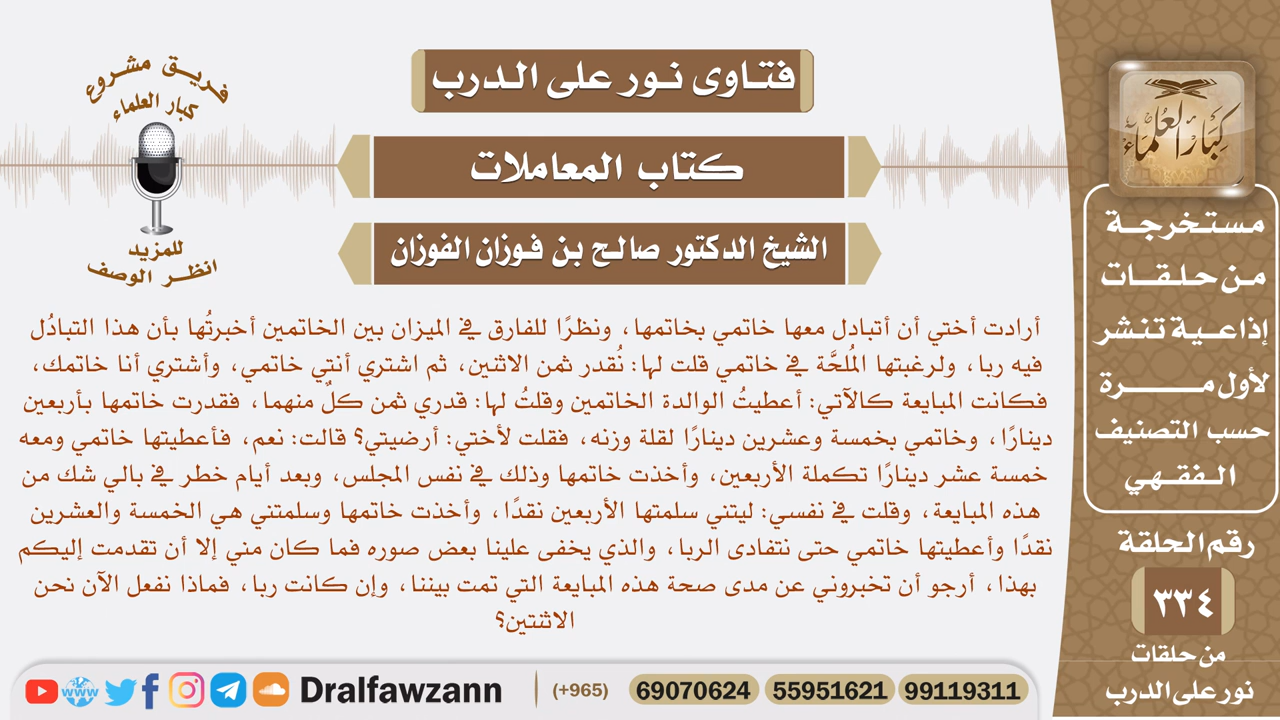 فتاوى نور على الدرب
كتاب المعاملات
الشيخ الدكتور صالح بن فوزان الفوزان
فريق مشروع
كبار العلماء
للمزيد
انظر الوصف
أرادت أختي أن أتبادل معها خاتمي بخاتمها، ونظرًا للفارق في الميزان بين الخاتمين أخبرتُها بأن هذا التبادُل
فيه ربا، ولرغبتها المُلحَّة في خاتمي قلت لها: نُقدر ثمن الاثنين، ثم اشتري أنتي خاتمي، وأشتري أنا خاتمك،
فكانت المبايعة كالآتي: أعطيتُ الوالدة الخاتمين وقلتُ لها: قدري ثمن كلٌ منهما، فقدرت خاتمها بأربعين
دينارًا، وخاتمي بخمسة وعشرين دينارًا لقلة وزنه، فقلت لأختي: أرضيتي؟ قالت: نعم، فأعطيتها خاتمي ومعه
خمسة عشر دينارًا تكملة الأربعين، وأخذت خاتمها وذلك في نفس المجلس، وبعد أيام خطر في بالي شك من
هذه المبايعة، وقلت في نفسي: ليتني سلمتها الأربعين نقدًا، وأخذت خاتمها وسلمتني هي الخمسة والعشرين
نقدًا وأعطيتها خاتمي حتى نتفادى الربا، والذي يخفى علينا بعض صوره فما كان مني إلا أن تقدمت إليكم
بهذا، أرجو أن تخبروني عن مدى صحة هذه المبايعة التي تمت بيننا، وإن كانت ربا، فماذا نفعل الآن نحن
الاثنتين؟
كبار العلماء
مستخرجة
من حلقات
إذاعية تنشر
لأول مرة
حسب التصنيف
الفقهي
رقم الحلقة
٣٣٤
من حلقات
نور على الدرب
www Dralfawzann (+965) 69070624 55951621 99119311